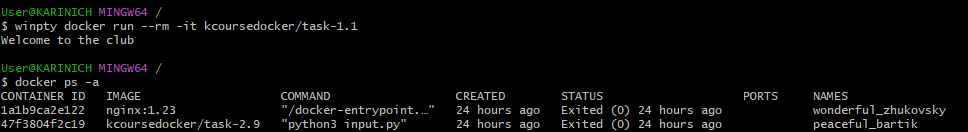 User@KARINICH MINGW64 /
$ winpty docker run --rm -it kcoursedocker/task-1.1
Welcome to the club
User@KARINICH MINGW64 /
$ docker ps -a
CONTAINER ID IMAGE COMMAND CREATED STATUS PORTS NAMES
1a1b9ca2e122 nginx:1.23 "/docker-entrypoint.…" 24 hours ago Exited (0) 24 hours ago wonderful_zhukovsky
47f3804f2c19 kcoursedocker/task-2.9 "python3 input.py" 24 hours ago Exited (0) 24 hours ago peaceful_bartik